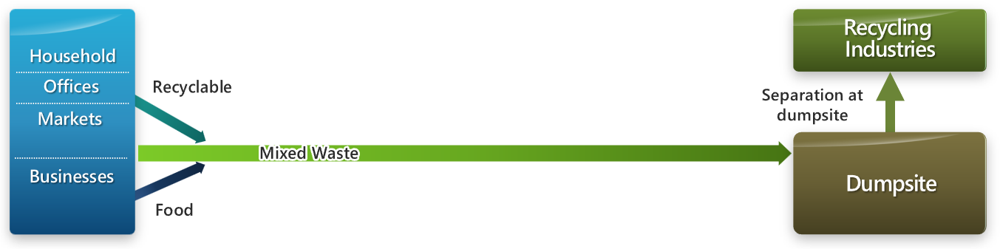 Household
Offices
Markets
Businesses
Recyclable
Food
Mixed Waste
Recycling
Industries
Separation at
dumpsite
Dumpsite